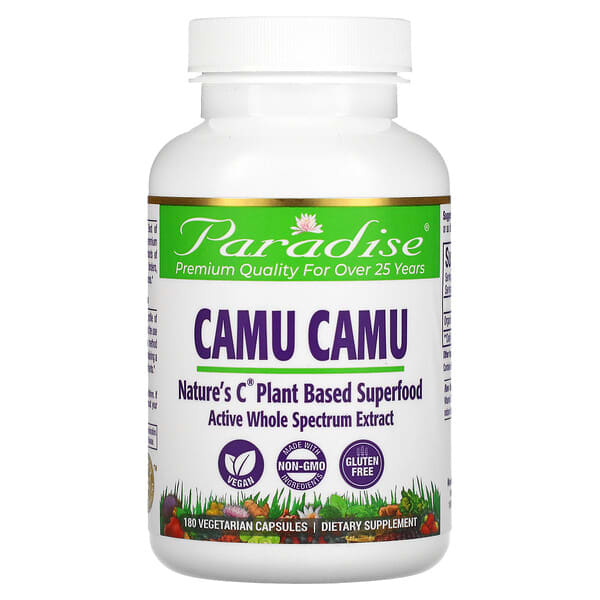 Paradise®
Premium Quality For Over 25 Years
CAMU CAMU
Nature's C® Plant Based Superfood
Active Whole Spectrum Extract
VEGAN
MADE WITH
NON-GMO
INGREDIENTS
GLUTEN
FREE
180 VEGETARIAN CAPSULES | DIETARY SUPPLEMENT